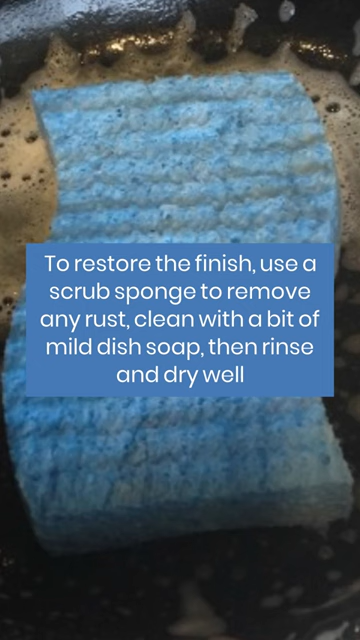 To restore the finish, use a
scrub sponge to remove
any rust, clean with a bit of
mild dish soap, then rinse
and dry well